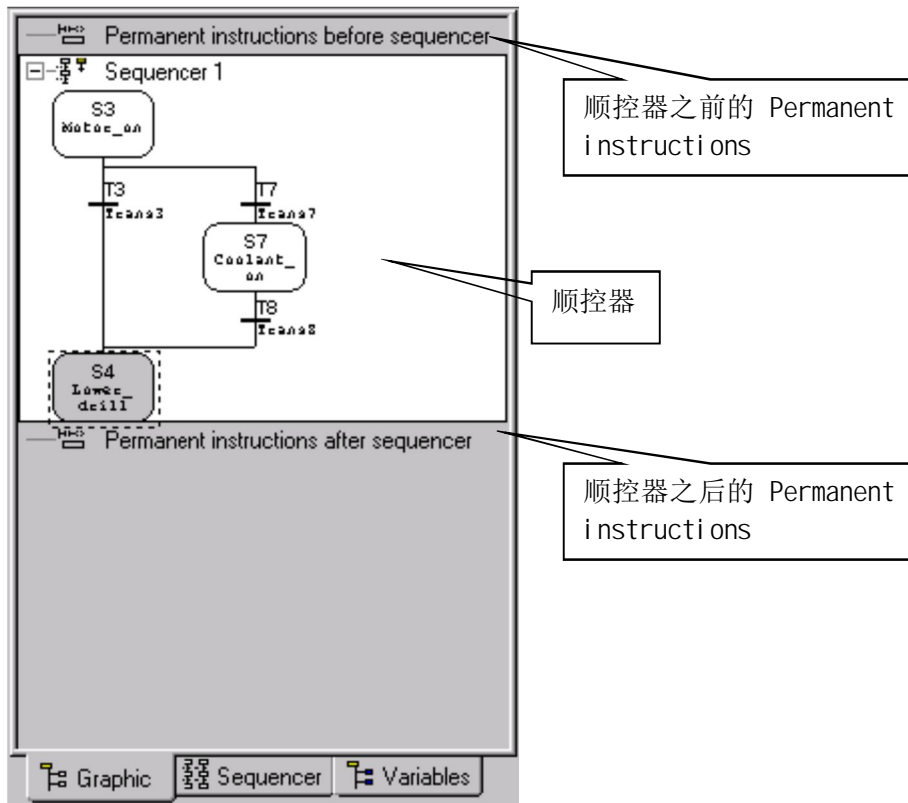 Permanent instructions before sequencer
Sequencer 1
S3
Motor_on
T3
Trans3
T7
Trans7
S7
Coolant_
on
T8
Trans8
S4
Lower_
drill
Permanent instructions after sequencer
Graphic
Sequencer
Variables
顺控器之前的 Permanent
instructions
顺控器
顺控器之后的 Permanent
instructions